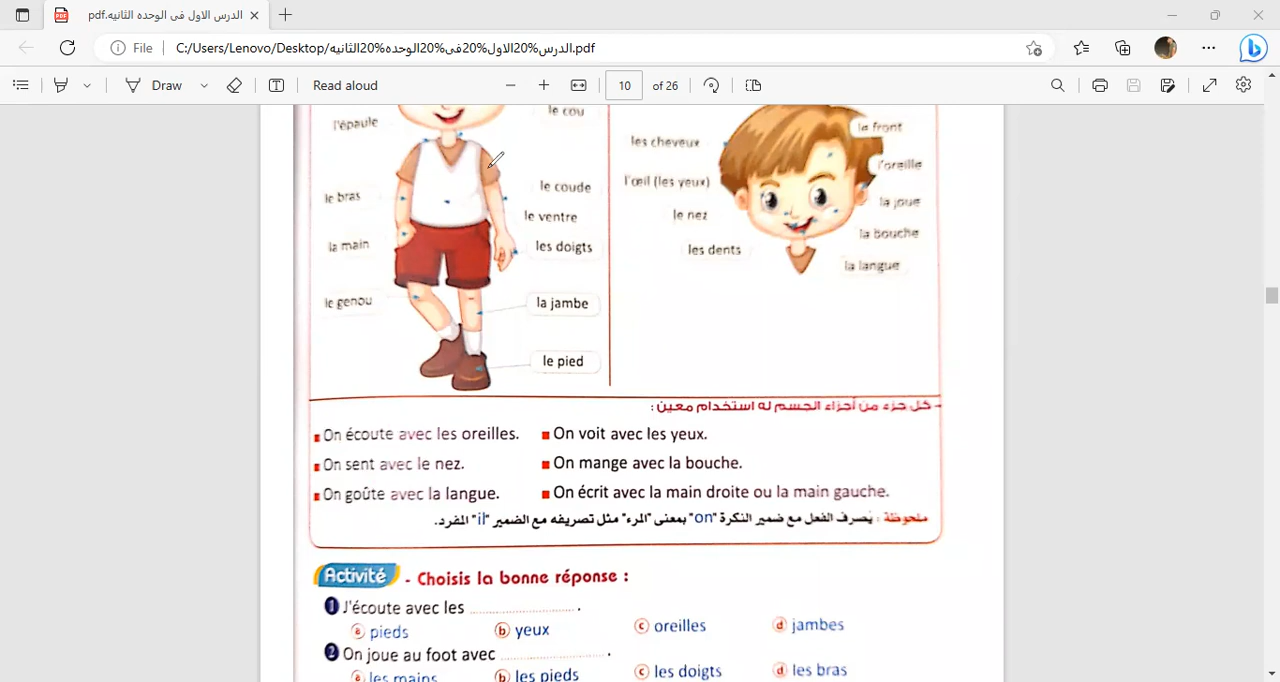 الدرس الاول فى الوحده الثانيه.pdf
File
C:/Users/Lenovo/Desktop/الدرس%20الاول%20فى%20الوحده%20الثانيه.pdf
Draw
Read aloud
10 of 26
l'épaule
le cou
le bras
le coude
le ventre
la main
les doigts
le genou
la jambe
le pied
les cheveux
le front
l'oreille
l'œil (les yeux)
la joue
le nez
la bouche
les dents
la langue
- كل جزء من أجزاء الجسم له استخدام معين :
On écoute avec les oreilles.
On voit avec les yeux.
On sent avec le nez.
On mange avec la bouche.
On goûte avec la langue.
On écrit avec la main droite ou la main gauche.
ملحوظة : يُصرف الفعل مع ضمير النكرة "on" بمعنى "المرء" مثل تصريفه مع الضمير "il" المفرد.
Activité - Choisis la bonne réponse :
1 J'écoute avec les .................... .
a pieds b yeux c oreilles d jambes
2 On joue au foot avec .................... .
a les mains b les pieds c les doigts d les bras